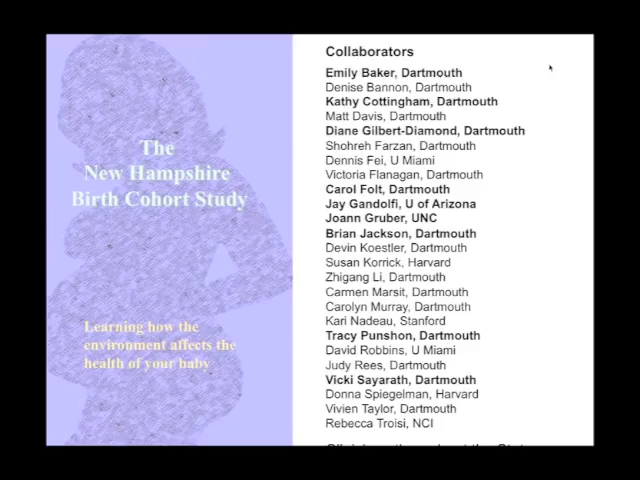 The
New Hampshire
Birth Cohort Study
Learning how the
environment affects the
health of your baby
Collaborators
Emily Baker, Dartmouth
Denise Bannon, Dartmouth
Kathy Cottingham, Dartmouth
Matt Davis, Dartmouth
Diane Gilbert-Diamond, Dartmouth
Shohreh Farzan, Dartmouth
Dennis Fei, U Miami
Victoria Flanagan, Dartmouth
Carol Folt, Dartmouth
Jay Gandolfi, U of Arizona
Joann Gruber, UNC
Brian Jackson, Dartmouth
Devin Koestler, Dartmouth
Susan Korrick, Harvard
Zhigang Li, Dartmouth
Carmen Marsit, Dartmouth
Carolyn Murray, Dartmouth
Kari Nadeau, Stanford
Tracy Punshon, Dartmouth
David Robbins, U Miami
Judy Rees, Dartmouth
Vicki Sayarath, Dartmouth
Donna Spiegelman, Harvard
Vivien Taylor, Dartmouth
Rebecca Troisi, NCI